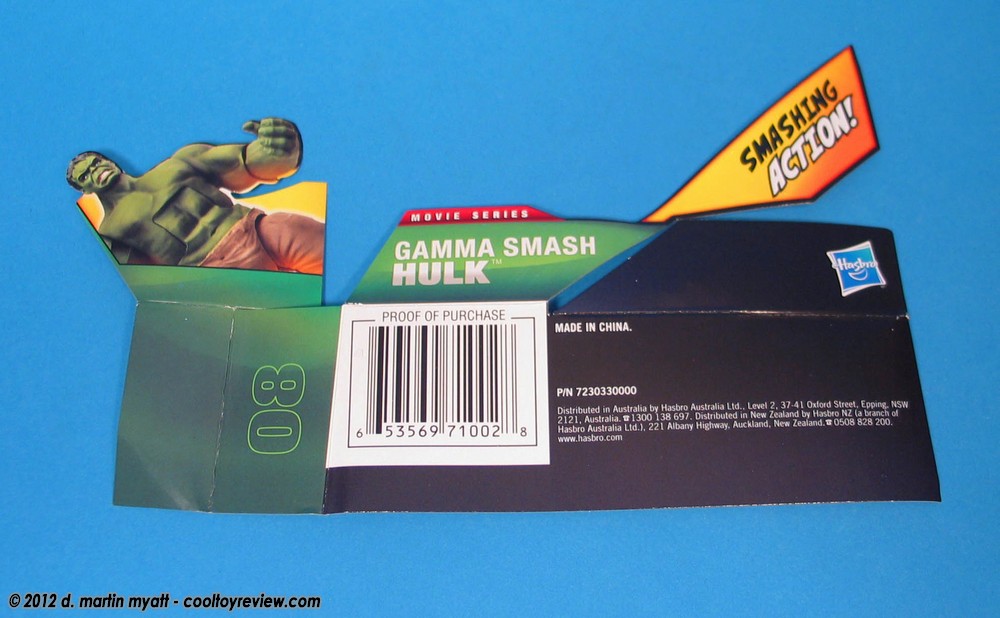 SMASHING
ACTION!
MOVIE SERIES
GAMMA SMASH
HULK™
Hasbro
08
PROOF OF PURCHASE
6 53569 71002 8
MADE IN CHINA.
P/N 7230330000
Distributed in Australia by Hasbro Australia Ltd., Level 2, 37-41 Oxford Street, Epping, NSW
2121, Australia. ☎1300 138 697. Distributed in New Zealand by Hasbro NZ (a branch of
Hasbro Australia Ltd.), 221 Albany Highway, Auckland, New Zealand.☎0508 828 200.
www.hasbro.com
© 2012 d. martin myatt - cooltoyreview.com